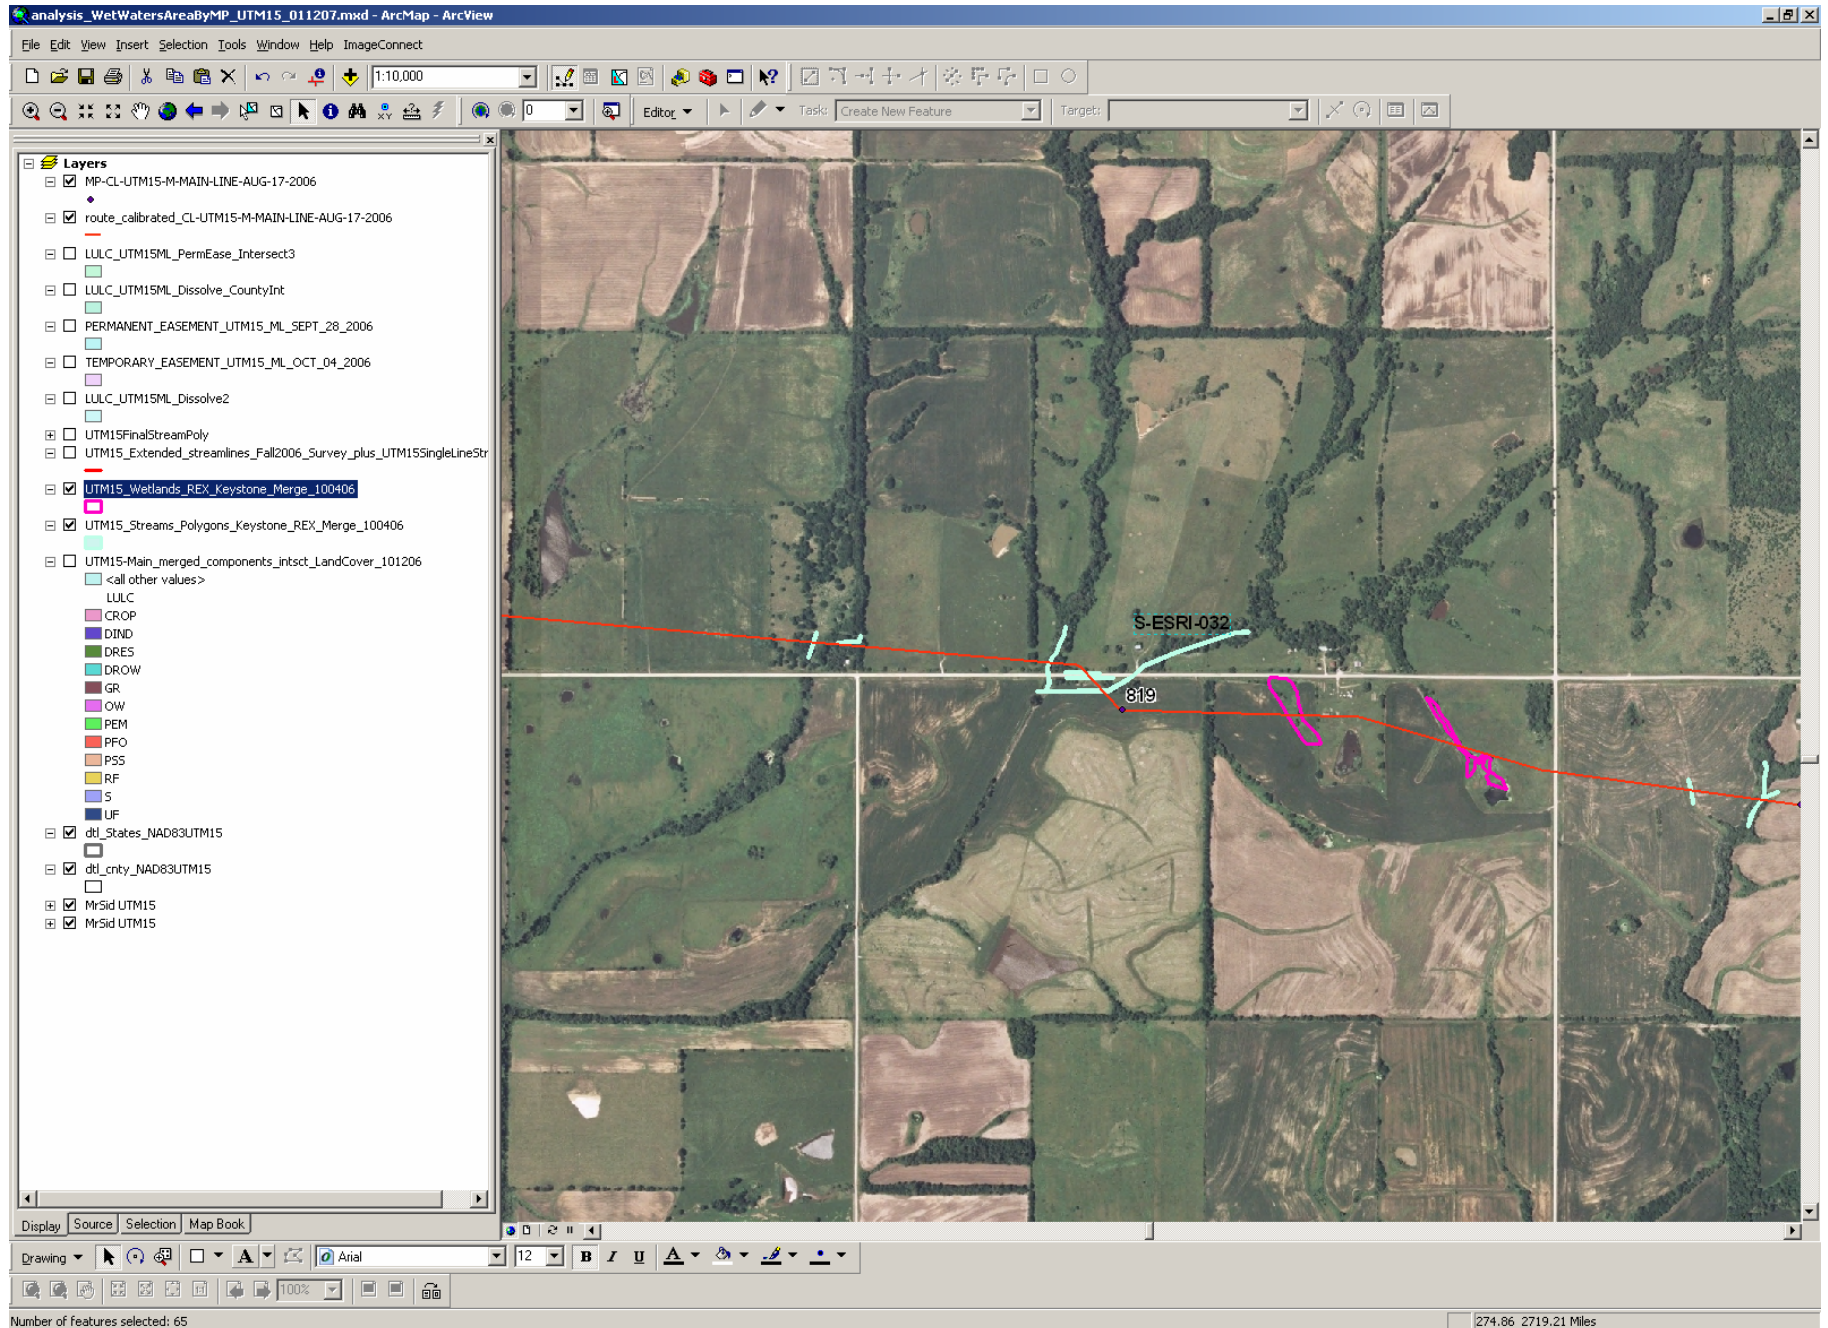 analysis_WetWatersAreaByMP_UTM15_011207.mxd - ArcMap - ArcView
File Edit View Insert Selection Tools Window Help ImageConnect
1:10,000
0 Editor Task: Create New Feature Target:
Layers
MP-CL-UTM15-M-MAIN-LINE-AUG-17-2006
route_calibrated_CL-UTM15-M-MAIN-LINE-AUG-17-2006
LULC_UTM15ML_PermEase_Intersect3
LULC_UTM15ML_Dissolve_CountyInt
PERMANENT_EASEMENT_UTM15_ML_SEPT_28_2006
TEMPORARY_EASEMENT_UTM15_ML_OCT_04_2006
LULC_UTM15ML_Dissolve2
UTM15FinalStreamPoly
UTM15_Extended_streamlines_Fall2006_Survey_plus_UTM15SingleLineStr
UTM15_Wetlands_REX_Keystone_Merge_100406
UTM15_Streams_Polygons_Keystone_REX_Merge_100406
UTM15-Main_merged_components_intsct_LandCover_101206
<all other values>
LULC
CROP
DIND
DRES
DROW
GR
OW
PEM
PFO
PSS
RF
S
UF
dtl_States_NAD83UTM15
dtl_cnty_NAD83UTM15
MrSid UTM15
MrSid UTM15
S-ESRI-032
819
Display Source Selection Map Book
Drawing A Arial 12 B I U A
100%
Number of features selected: 65
274.86 2719.21 Miles